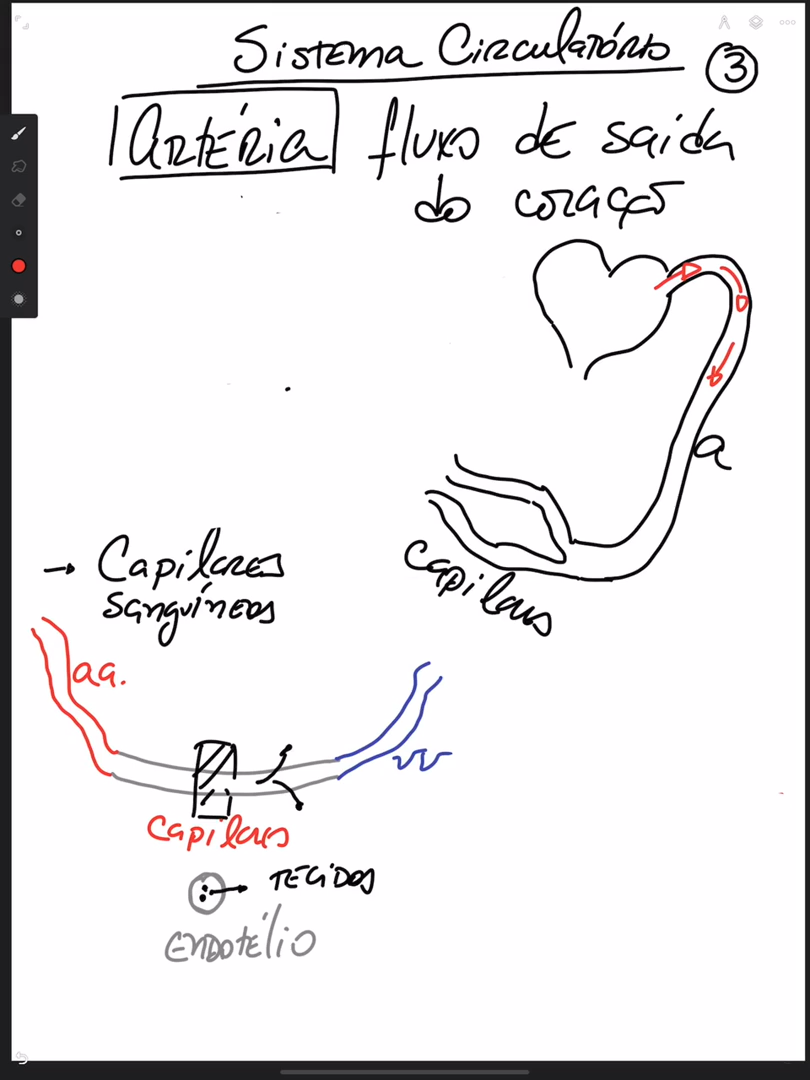 Sistema Circulatório
3
Artéria fluxo de saída
do coração
a
→ Capilares
sanguíneos
Capilares
aa.
vv
Capilares
→ TECIDOS
ENDOTÉLIO